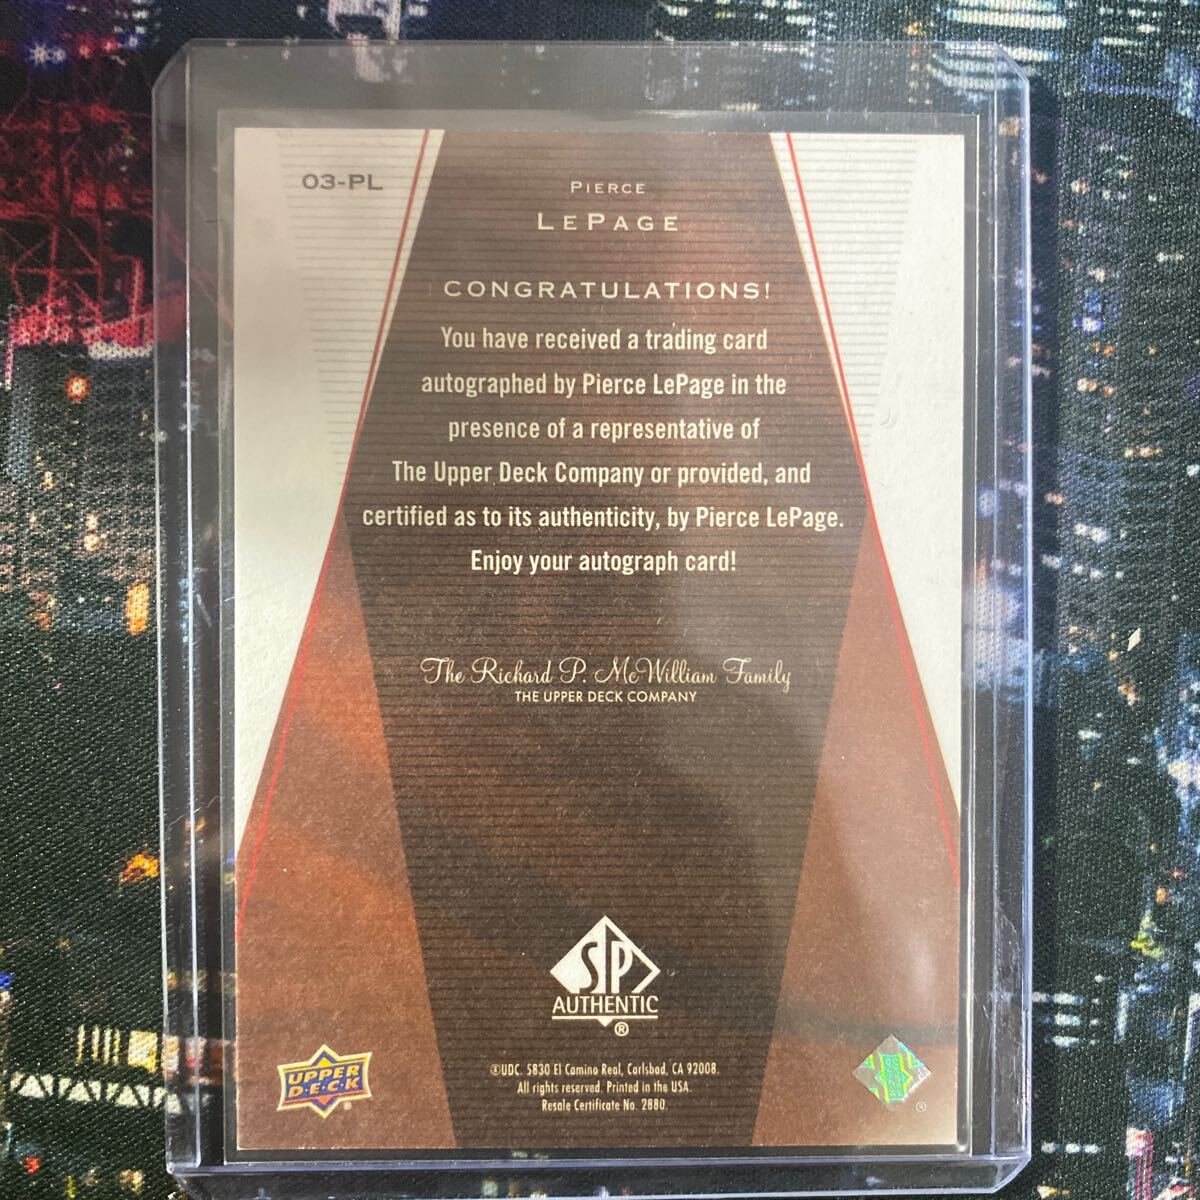 03-PL
PIERCE
LEPAGE
CONGRATULATIONS!
You have received a trading card
autographed by Pierce LePage in the
presence of a representative of
The Upper Deck Company or provided, and
certified as to its authenticity, by Pierce LePage.
Enjoy your autograph card!
The Richard P. McWilliam Family
THE UPPER DECK COMPANY
SP
AUTHENTIC
®
UPPER
DECK
®
©UDC. 5830 El Camino Real, Carlsbad, CA 92008.
All rights reserved. Printed in the USA.
Resale Certificate No. 2880.